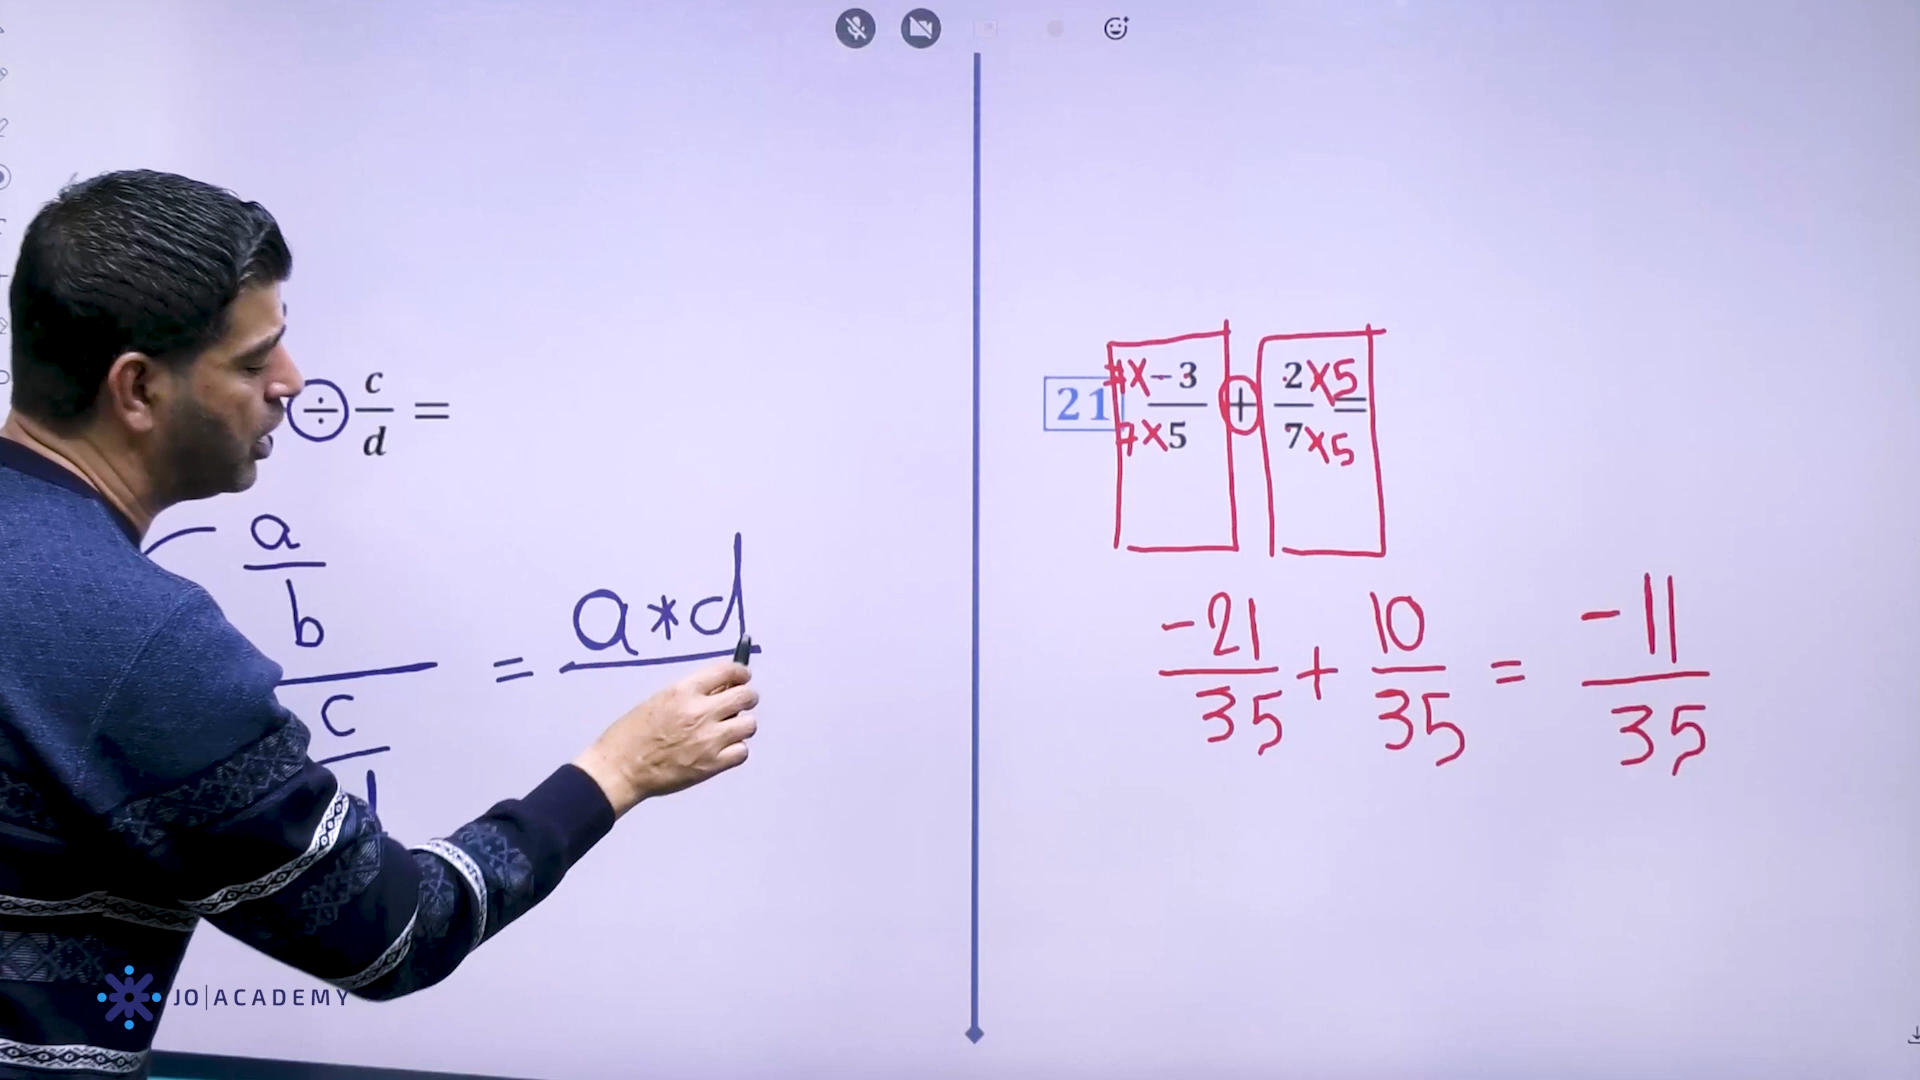 ÷ c/d =
a
b
c
= a*d
21 7×-3/7×5 + 2×5/7×5 =
-21/35 + 10/35 = -11/35
JO|ACADEMY